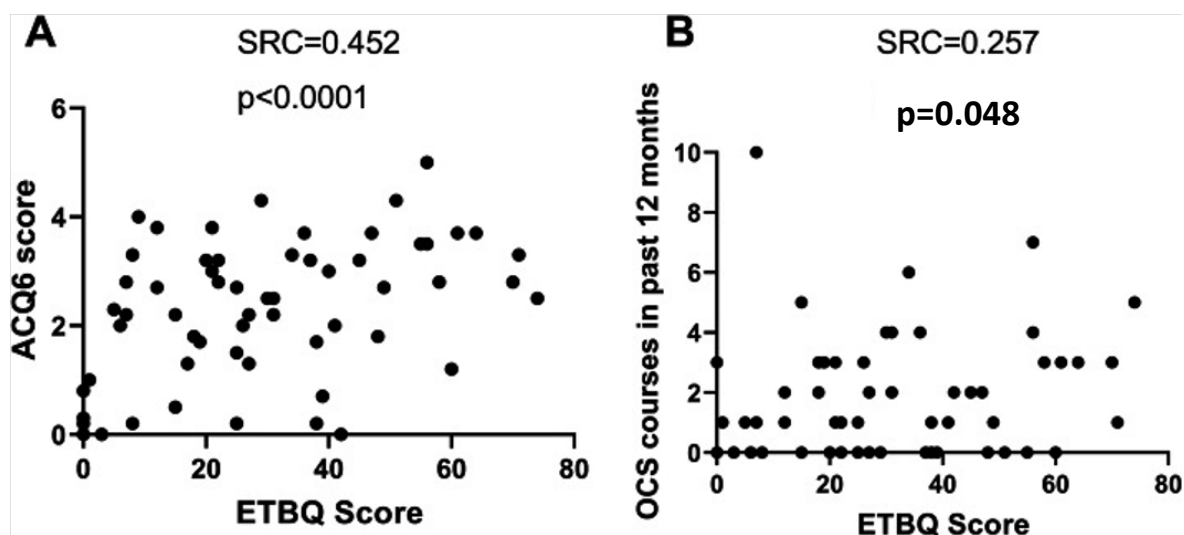 A
SRC=0.452
p<0.0001
ACQ6 score
6
4
2
0
0 20 40 60 80
ETBQ Score
B
SRC=0.257
p=0.048
OCS courses in past 12 months
10
8
6
4
2
0
0 20 40 60 80
ETBQ Score